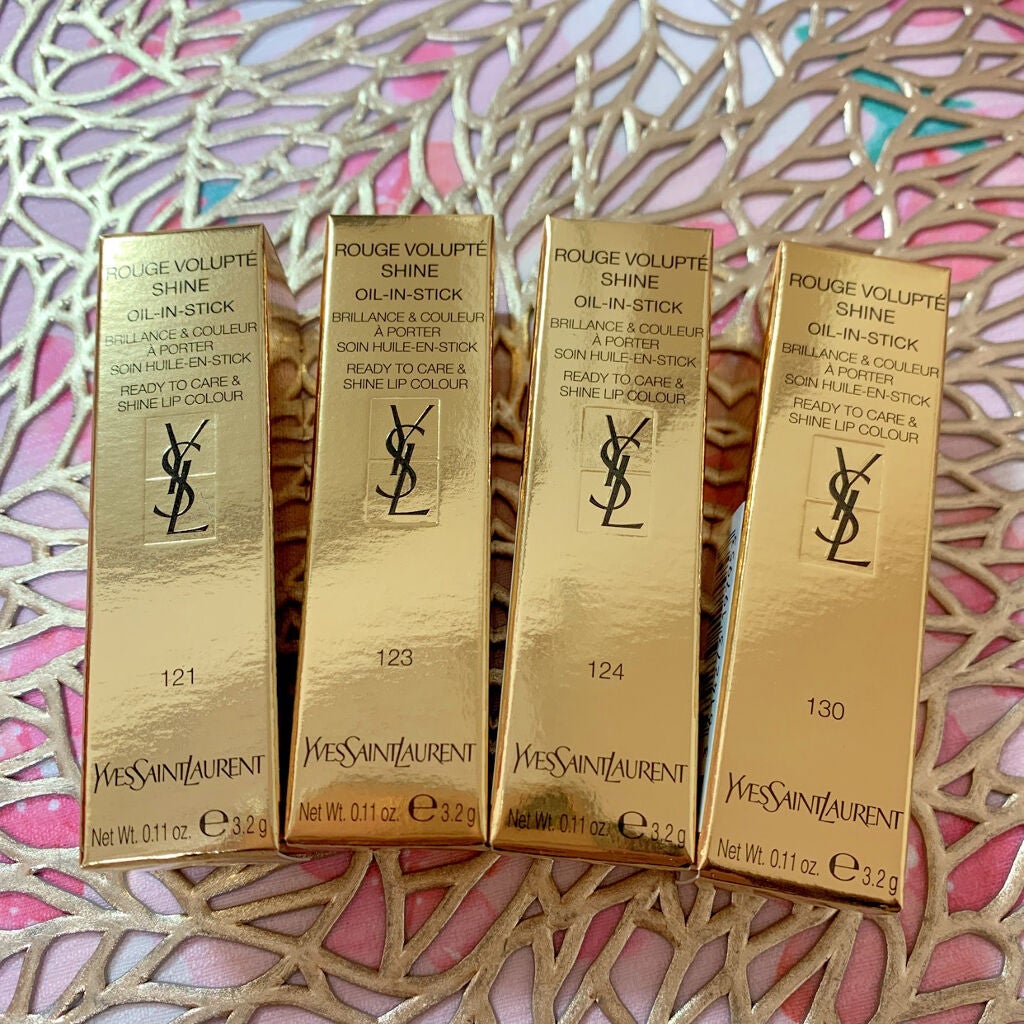 ROUGE VOLUPTÉ
SHINE
OIL-IN-STICK
BRILLANCE & COULEUR
À PORTER
SOIN HUILE-EN-STICK
READY TO CARE &
SHINE LIP COLOUR
YSL
121
YVESSAINTLAURENT
Net Wt. 0.11 oz. e 3.2 g
ROUGE VOLUPTÉ
SHINE
OIL-IN-STICK
BRILLANCE & COULEUR
À PORTER
SOIN HUILE-EN-STICK
READY TO CARE &
SHINE LIP COLOUR
YSL
123
YVESSAINTLAURENT
Net Wt. 0.11 oz. e 3.2 g
ROUGE VOLUPTÉ
SHINE
OIL-IN-STICK
BRILLANCE & COULEUR
À PORTER
SOIN HUILE-EN-STICK
READY TO CARE &
SHINE LIP COLOUR
YSL
124
YVESSAINTLAURENT
Net Wt. 0.11 oz. e 3.2 g
ROUGE VOLUPTÉ
SHINE
OIL-IN-STICK
BRILLANCE & COULEUR
À PORTER
SOIN HUILE-EN-STICK
READY TO CARE &
SHINE LIP COLOUR
YSL
130
YVESSAINTLAURENT
Net Wt. 0.11 oz. e 3.2 g